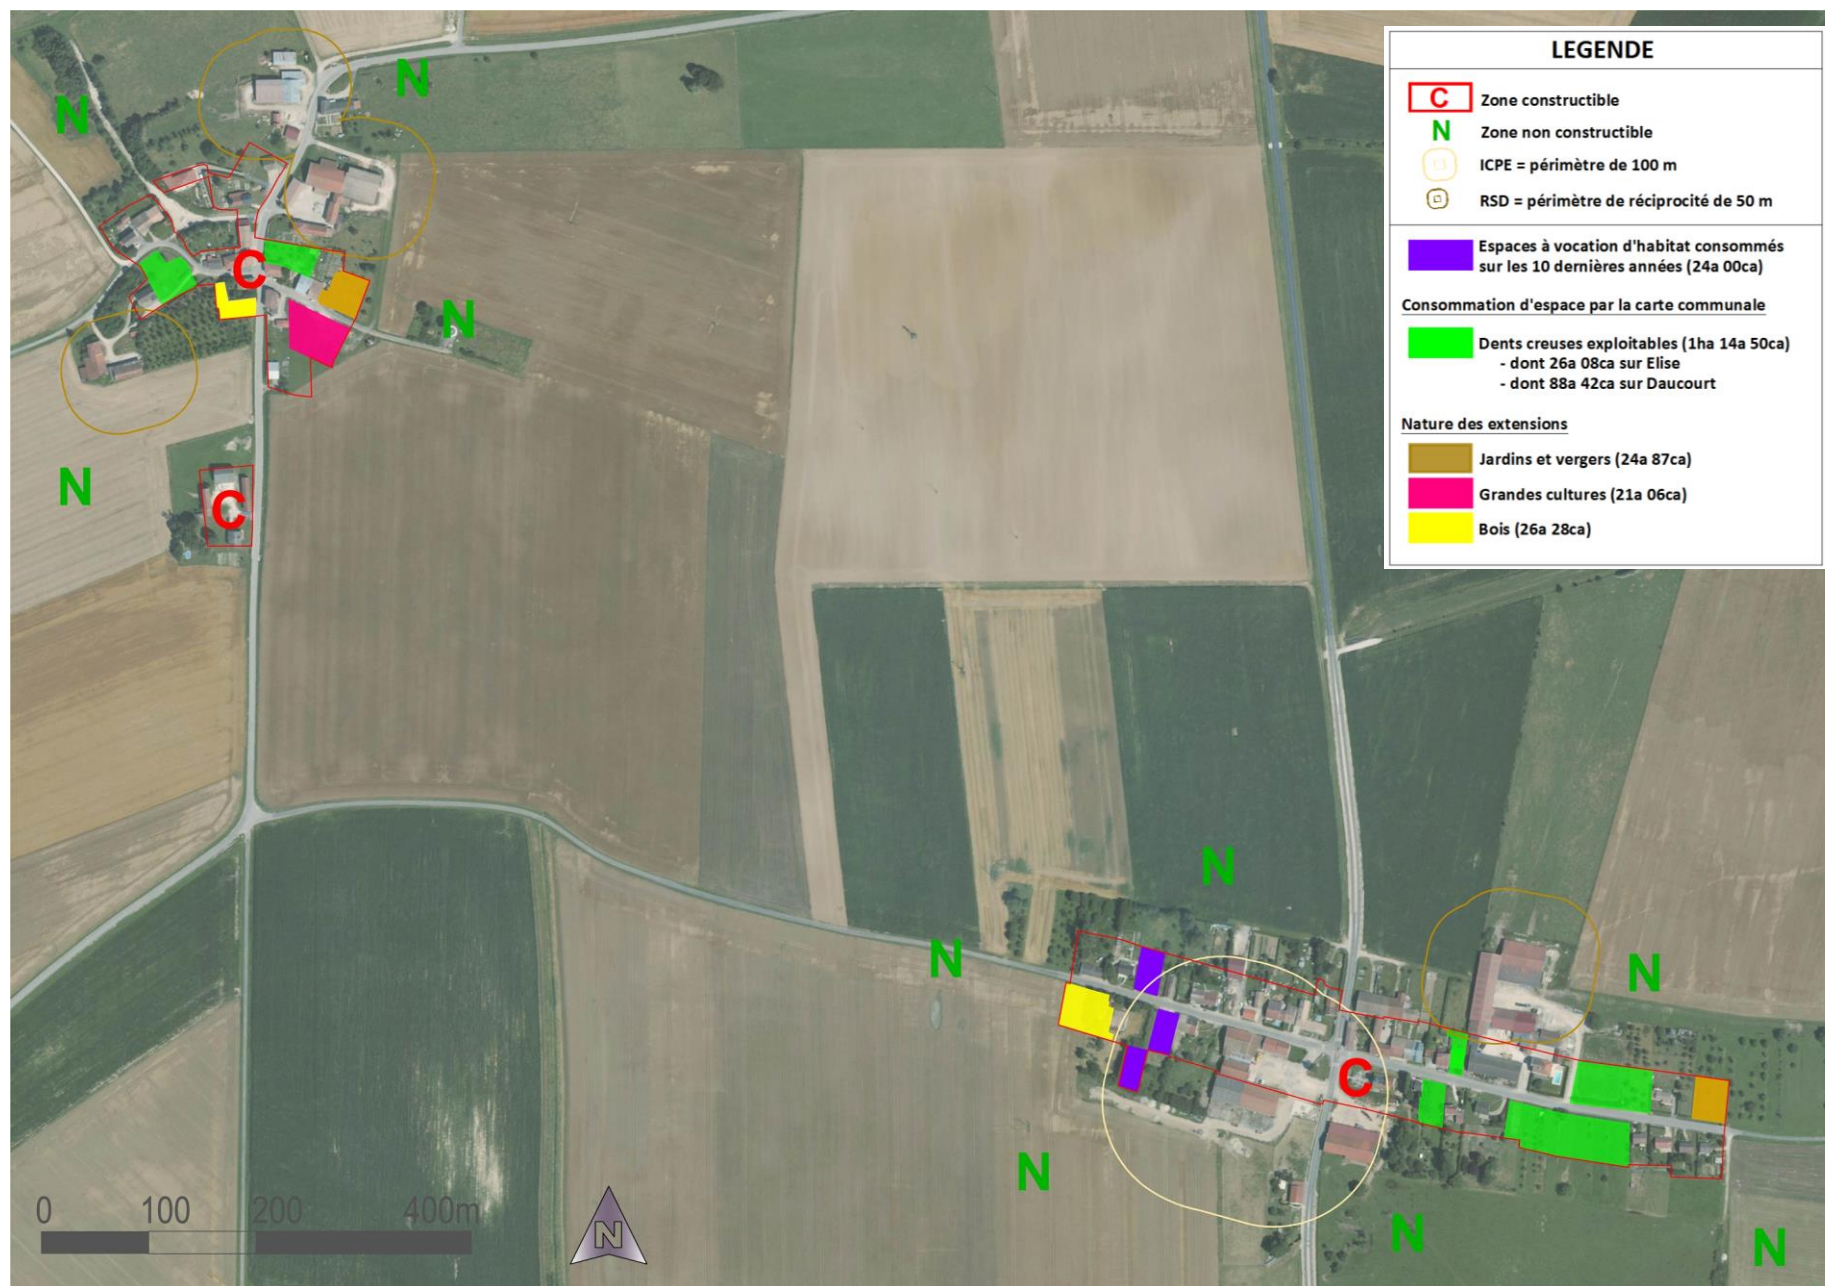 LEGENDE
C Zone constructible
N Zone non constructible
ICPE = périmètre de 100 m
RSD = périmètre de réciprocité de 50 m
Espaces à vocation d'habitat consommés
sur les 10 dernières années (24a 00ca)
Consommation d'espace par la carte communale
Dents creuses exploitables (1ha 14a 50ca)
- dont 26a 08ca sur Elise
- dont 88a 42ca sur Daucourt
Nature des extensions
Jardins et vergers (24a 87ca)
Grandes cultures (21a 06ca)
Bois (26a 28ca)
N
N
C
N
N
C
N
N
N
C
N
N
N
0 100 200 400m
N